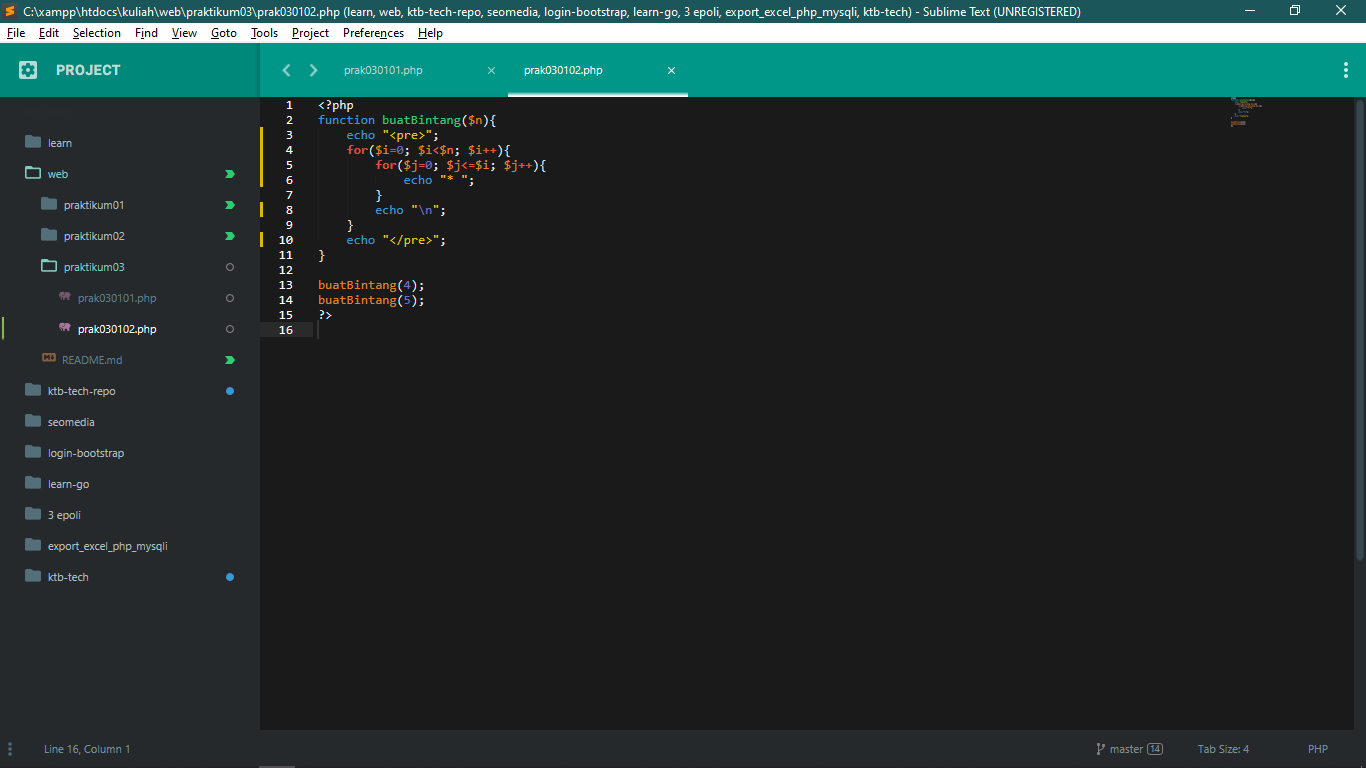 C:\xampp\htdocs\kuliah\web\praktikum03\prak030102.php (learn, web, ktb-tech-repo, seomedia, login-bootstrap, learn-go, 3 epoli, export_excel_php_mysqli, ktb-tech) - Sublime Text (UNREGISTERED)
File Edit Selection Find View Goto Tools Project Preferences Help
PROJECT
prak030101.php
prak030102.php
learn
web
praktikum01
praktikum02
praktikum03
prak030101.php
prak030102.php
README.md
ktb-tech-repo
seomedia
login-bootstrap
learn-go
3 epoli
export_excel_php_mysqli
ktb-tech
1 <?php
2 function buatBintang($n){
3     echo "<pre>";
4     for($i=0; $i<$n; $i++){
5         for($j=0; $j<=$i; $j++){
6             echo "* ";
7         }
8         echo "\n";
9     }
10     echo "</pre>";
11 }
12
13 buatBintang(4);
14 buatBintang(5);
15 ?>
16
Line 16, Column 1
master 14
Tab Size: 4
PHP